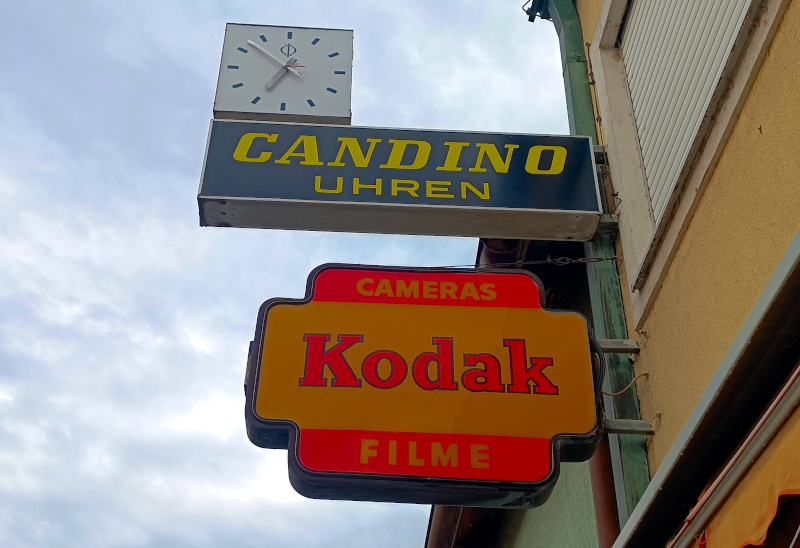 CANDINO
UHREN
CAMERAS
Kodak
FILME